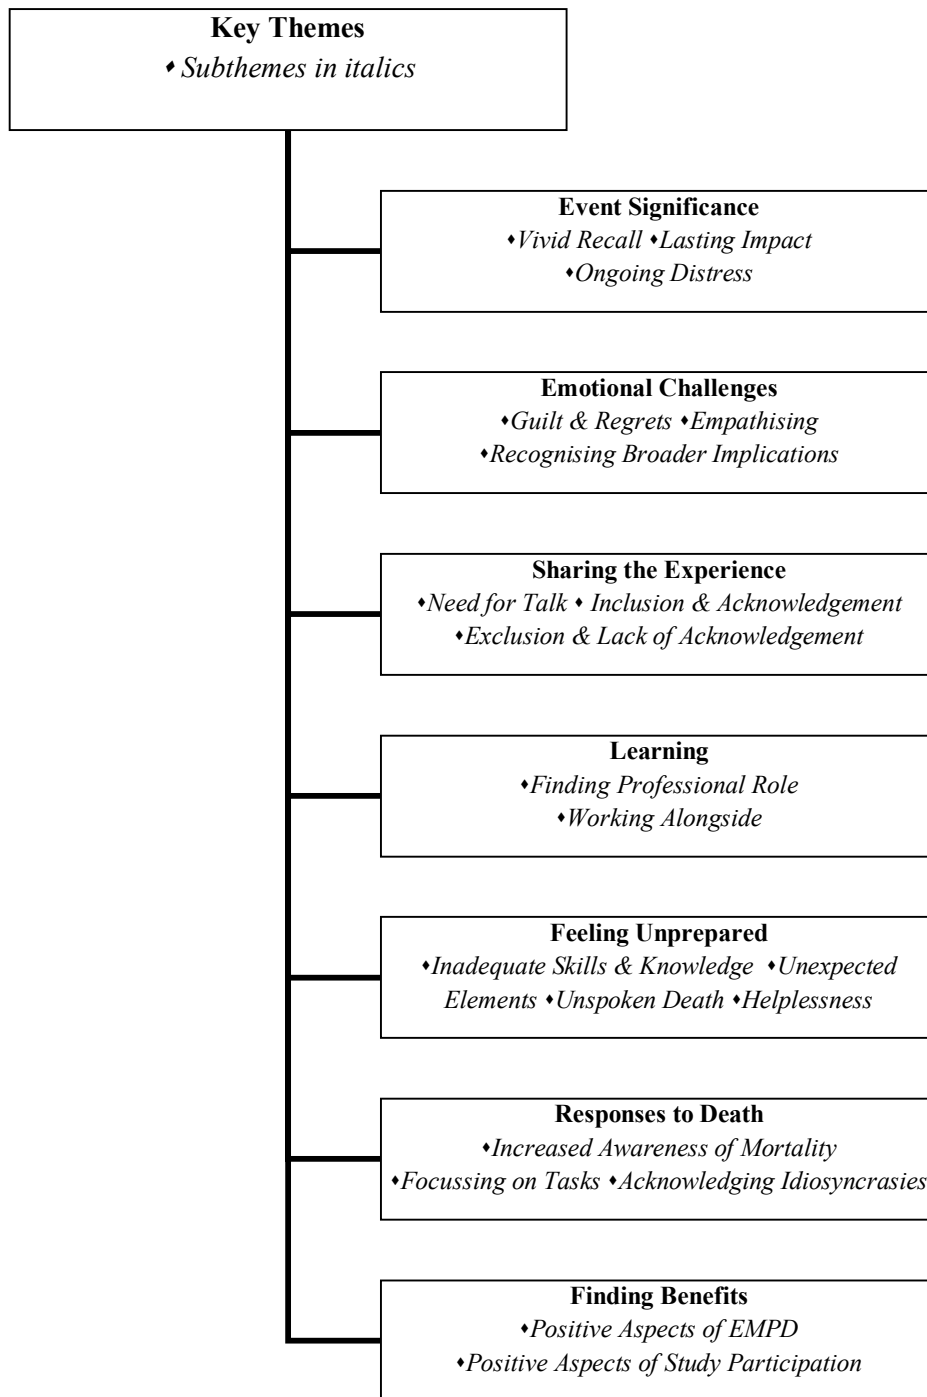 Key Themes
♦ Subthemes in italics
Event Significance
♦Vivid Recall ♦Lasting Impact
♦Ongoing Distress
Emotional Challenges
♦Guilt & Regrets ♦Empathising
♦Recognising Broader Implications
Sharing the Experience
♦Need for Talk ♦ Inclusion & Acknowledgement
♦Exclusion & Lack of Acknowledgement
Learning
♦Finding Professional Role
♦Working Alongside
Feeling Unprepared
♦Inadequate Skills & Knowledge ♦Unexpected
Elements ♦Unspoken Death ♦Helplessness
Responses to Death
♦Increased Awareness of Mortality
♦Focussing on Tasks ♦Acknowledging Idiosyncrasies
Finding Benefits
♦Positive Aspects of EMPD
♦Positive Aspects of Study Participation